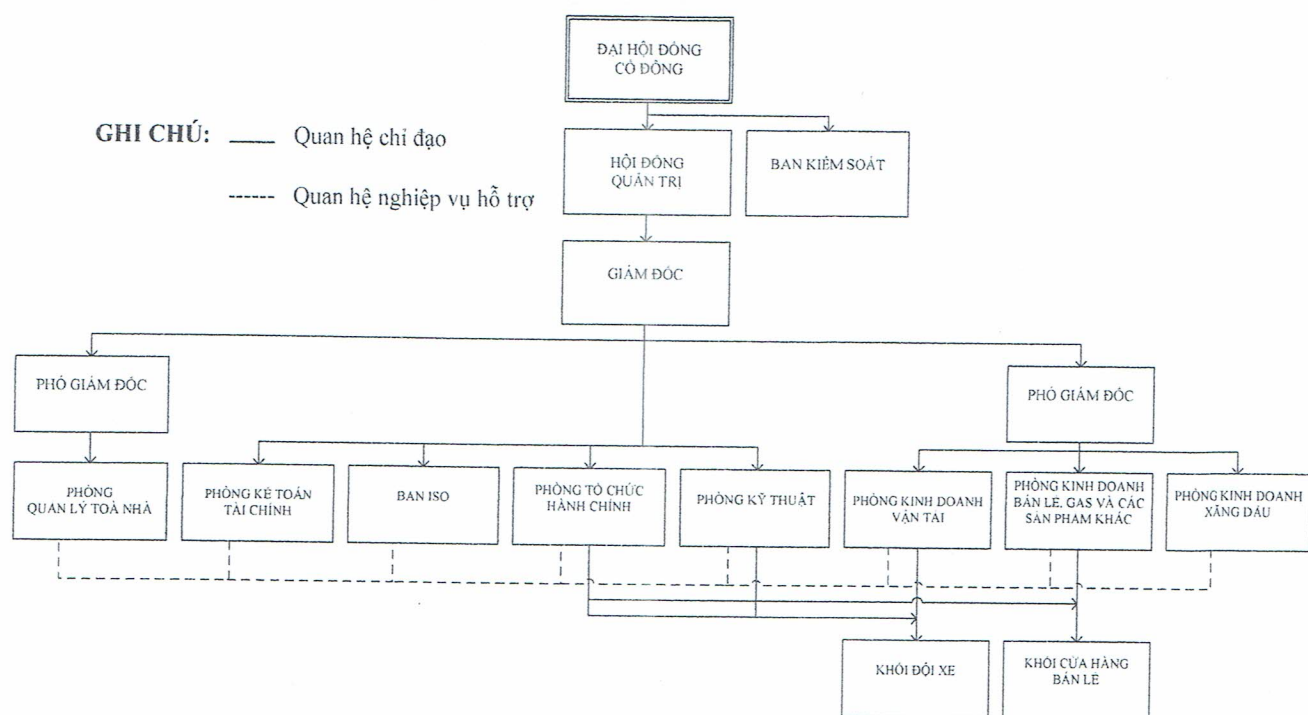 ĐẠI HỘI ĐỒNG
CỔ ĐÔNG
GHI CHÚ:
Quan hệ chỉ đạo
Quan hệ nghiệp vụ hỗ trợ
HỘI ĐỒNG
QUẢN TRỊ
BAN KIỂM SOÁT
GIÁM ĐỐC
PHÓ GIÁM ĐỐC
PHÓ GIÁM ĐỐC
PHÒNG
QUẢN LÝ TOÀ NHÀ
PHÒNG KẾ TOÁN
TÀI CHÍNH
BAN ISO
PHÒNG TỔ CHỨC
HÀNH CHÍNH
PHÒNG KỸ THUẬT
PHÒNG KINH DOANH
VẬN TẢI
PHÒNG KINH DOANH
BÁN LẺ, GAS VÀ CÁC
SẢN PHẨM KHÁC
PHÒNG KINH DOANH
XĂNG DẦU
KHỐI ĐỘI XE
KHỐI CỬA HÀNG
BÁN LẺ